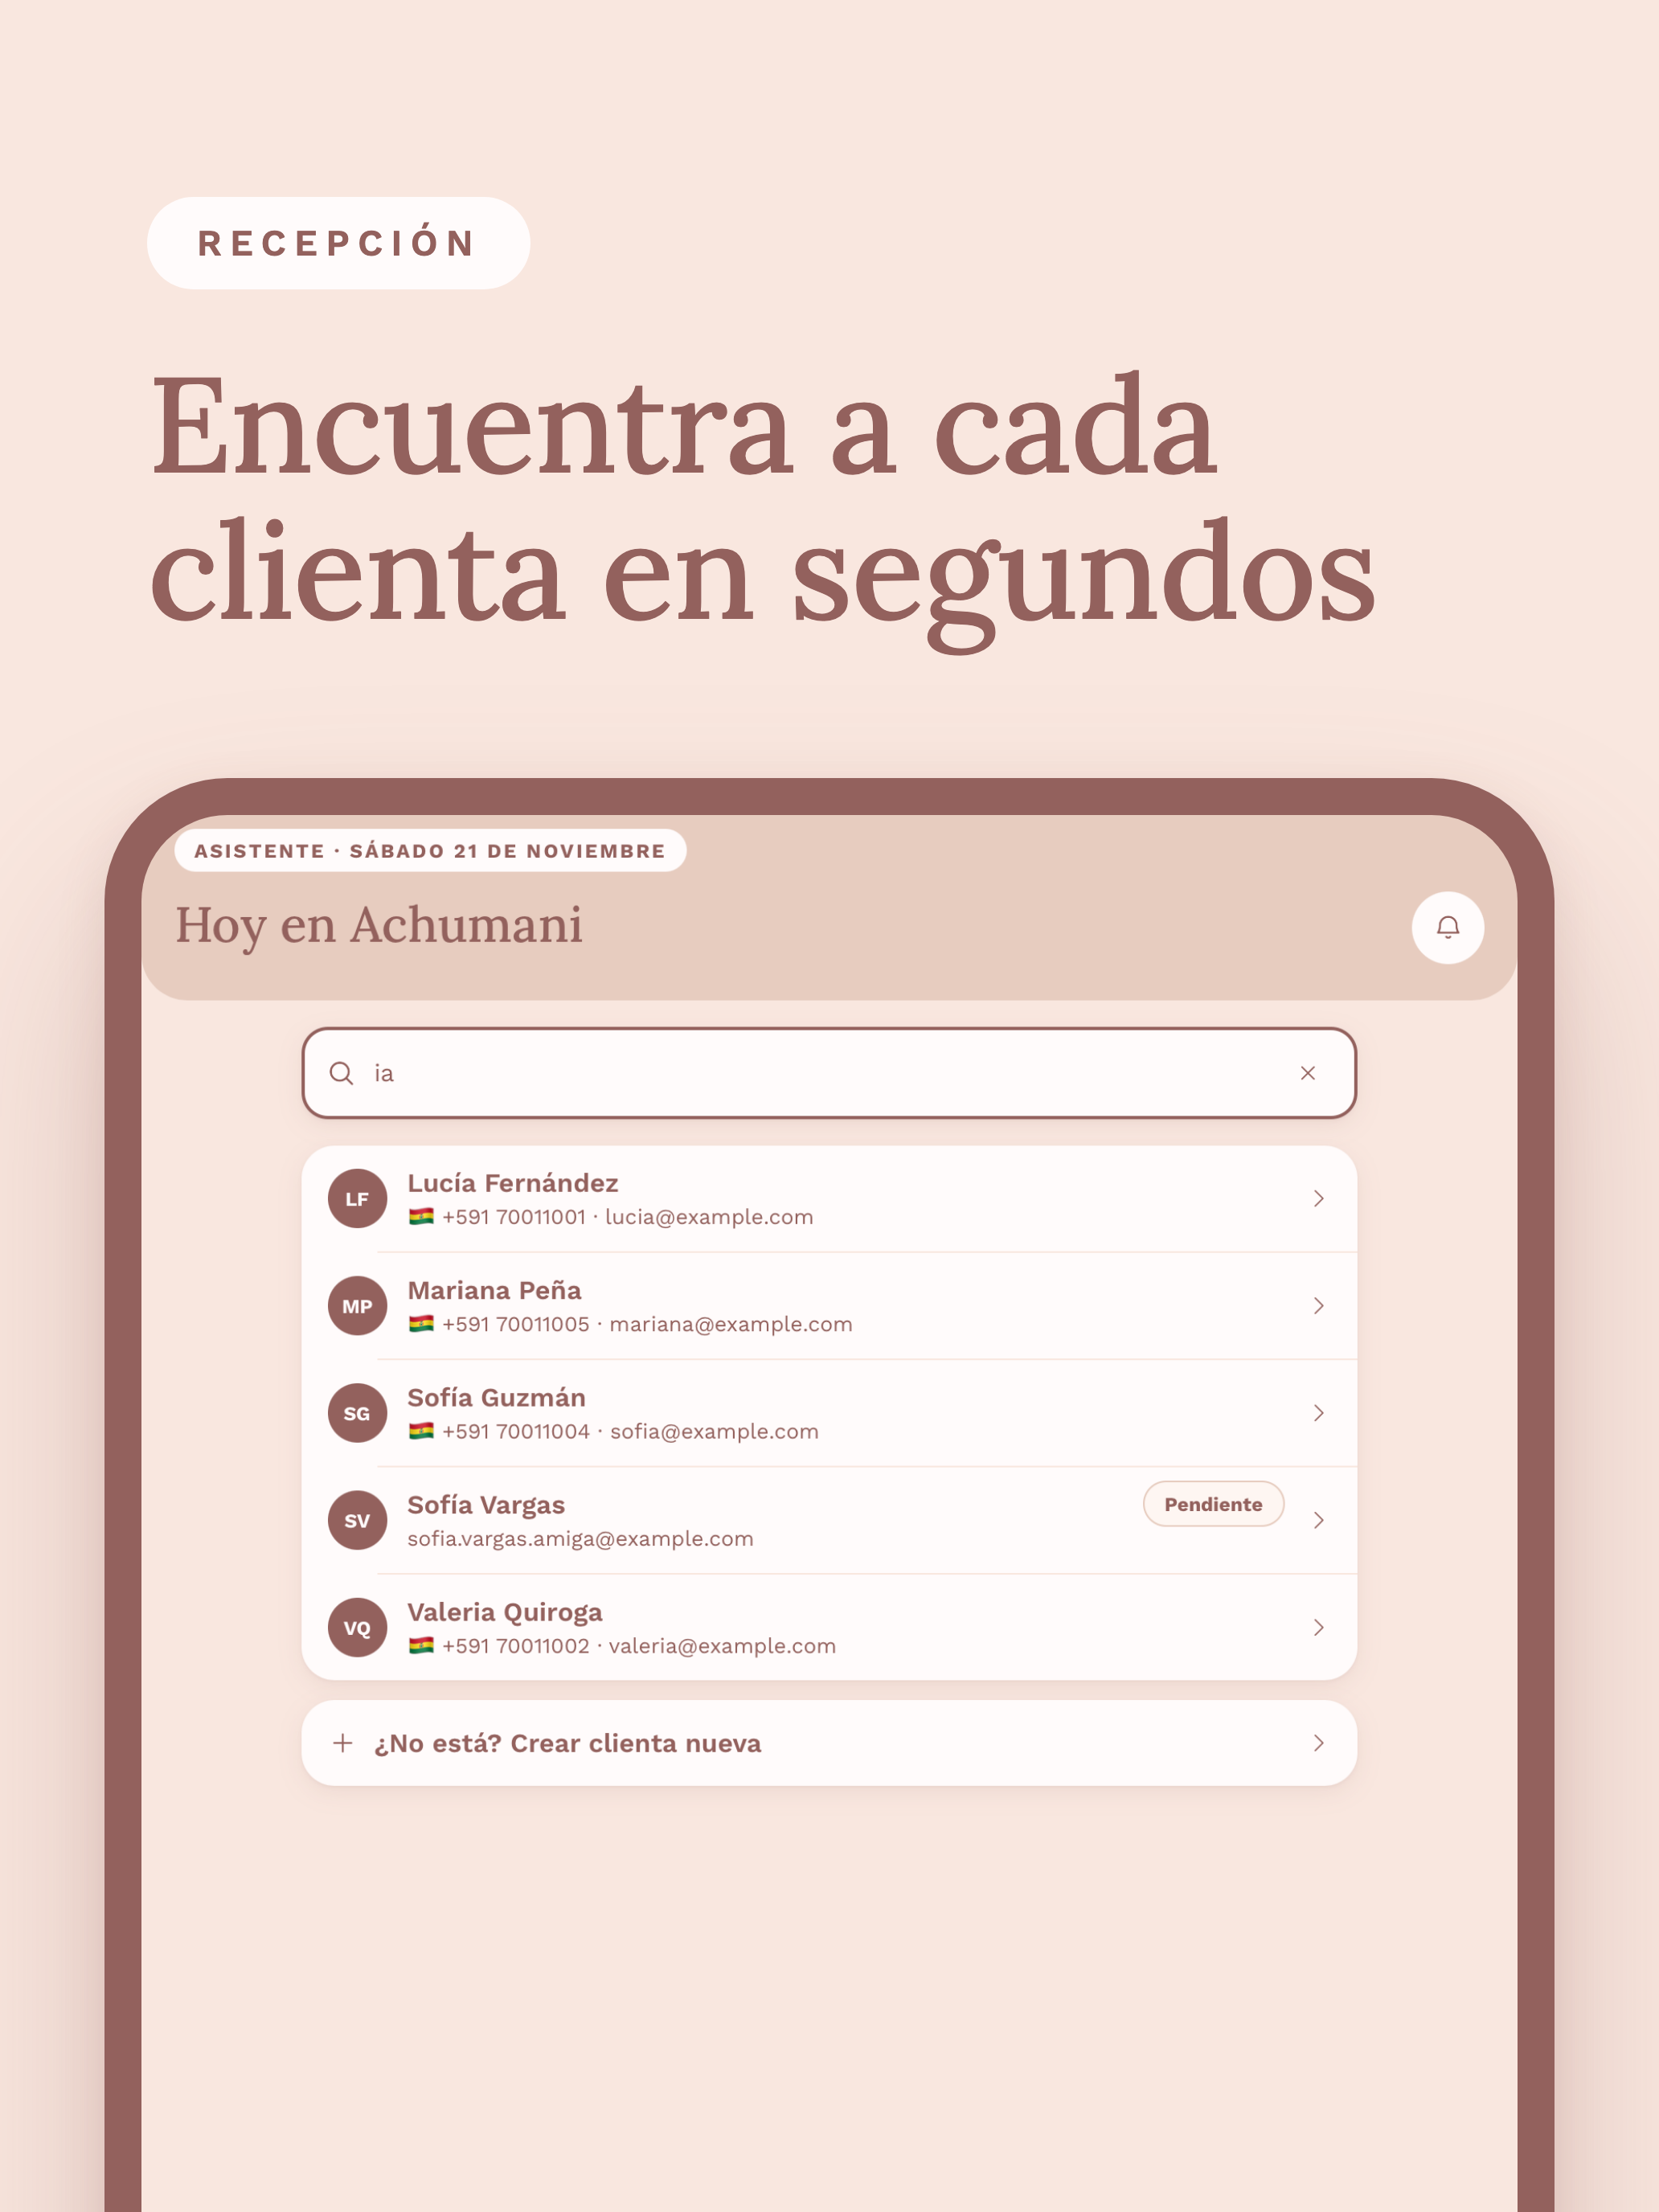 RECEPCIÓN
Encuentra a cada
clienta en segundos
ASISTENTE · SÁBADO 21 DE NOVIEMBRE
Hoy en Achumani
ia
LF
Lucía Fernández
+591 70011001 · lucia@example.com
MP
Mariana Peña
+591 70011005 · mariana@example.com
SG
Sofía Guzmán
+591 70011004 · sofia@example.com
SV
Sofía Vargas
Pendiente
sofia.vargas.amiga@example.com
VQ
Valeria Quiroga
+591 70011002 · valeria@example.com
¿No está? Crear clienta nueva